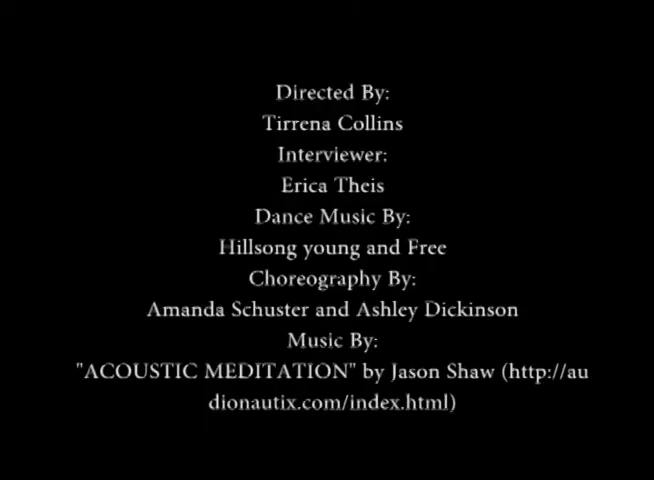 Directed By:
Tirrena Collins
Interviewer:
Erica Theis
Dance Music By:
Hillsong young and Free
Choreography By:
Amanda Schuster and Ashley Dickinson
Music By:
"ACOUSTIC MEDITATION" by Jason Shaw (http://au
dionautix.com/index.html)